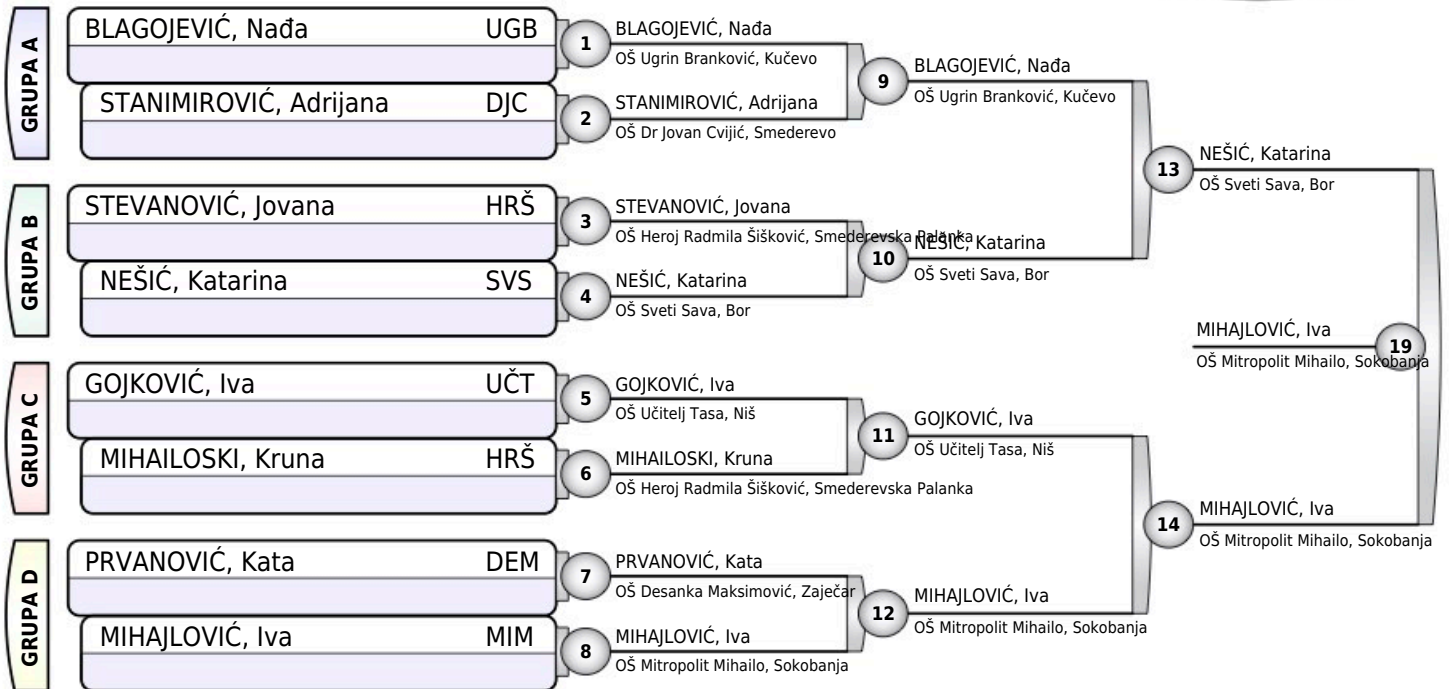 GRUPA A
BLAGOJEVIĆ, Nađa UGB
STANIMIROVIĆ, Adrijana DJC
1
BLAGOJEVIĆ, Nađa
OŠ Ugrin Branković, Kučevo
2
STANIMIROVIĆ, Adrijana
OŠ Dr Jovan Cvijić, Smederevo
9
BLAGOJEVIĆ, Nađa
OŠ Ugrin Branković, Kučevo
GRUPA B
STEVANOVIĆ, Jovana HRŠ
NEŠIĆ, Katarina SVS
3
STEVANOVIĆ, Jovana
OŠ Heroj Radmila Šišković, Smederevska Palanka
4
NEŠIĆ, Katarina
OŠ Sveti Sava, Bor
10
NEŠIĆ, Katarina
OŠ Sveti Sava, Bor
13
NEŠIĆ, Katarina
OŠ Sveti Sava, Bor
GRUPA C
GOJKOVIĆ, Iva UČT
MIHAILOSKI, Kruna HRŠ
5
GOJKOVIĆ, Iva
OŠ Učitelj Tasa, Niš
6
MIHAILOSKI, Kruna
OŠ Heroj Radmila Šišković, Smederevska Palanka
11
GOJKOVIĆ, Iva
OŠ Učitelj Tasa, Niš
GRUPA D
PRVANOVIĆ, Kata DEM
MIHAJLOVIĆ, Iva MIM
7
PRVANOVIĆ, Kata
OŠ Desanka Maksimović, Zaječar
8
MIHAJLOVIĆ, Iva
OŠ Mitropolit Mihailo, Sokobanja
12
MIHAJLOVIĆ, Iva
OŠ Mitropolit Mihailo, Sokobanja
14
MIHAJLOVIĆ, Iva
OŠ Mitropolit Mihailo, Sokobanja
19
MIHAJLOVIĆ, Iva
OŠ Mitropolit Mihailo, Sokobanja